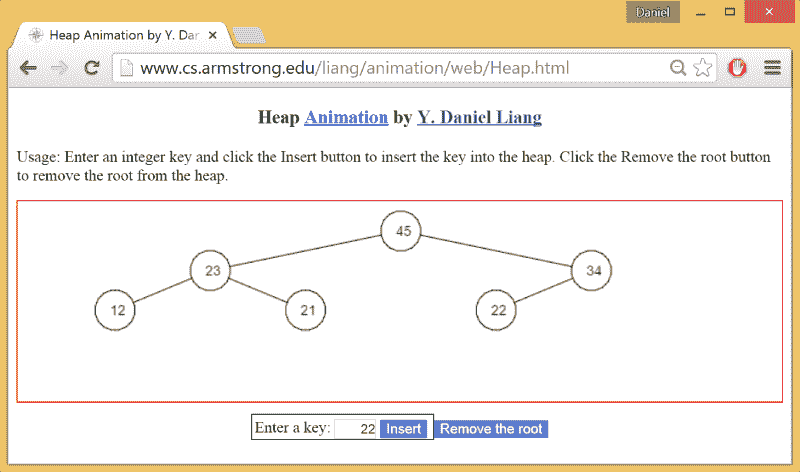 Daniel
Heap Animation by Y. Dar
www.cs.armstrong.edu/liang/animation/web/Heap.html
Heap Animation by Y. Daniel Liang
Usage: Enter an integer key and click the Insert button to insert the key into the heap. Click the Remove the root button
to remove the root from the heap.
45
23 34
12 21 22
Enter a key: 22 Insert Remove the root